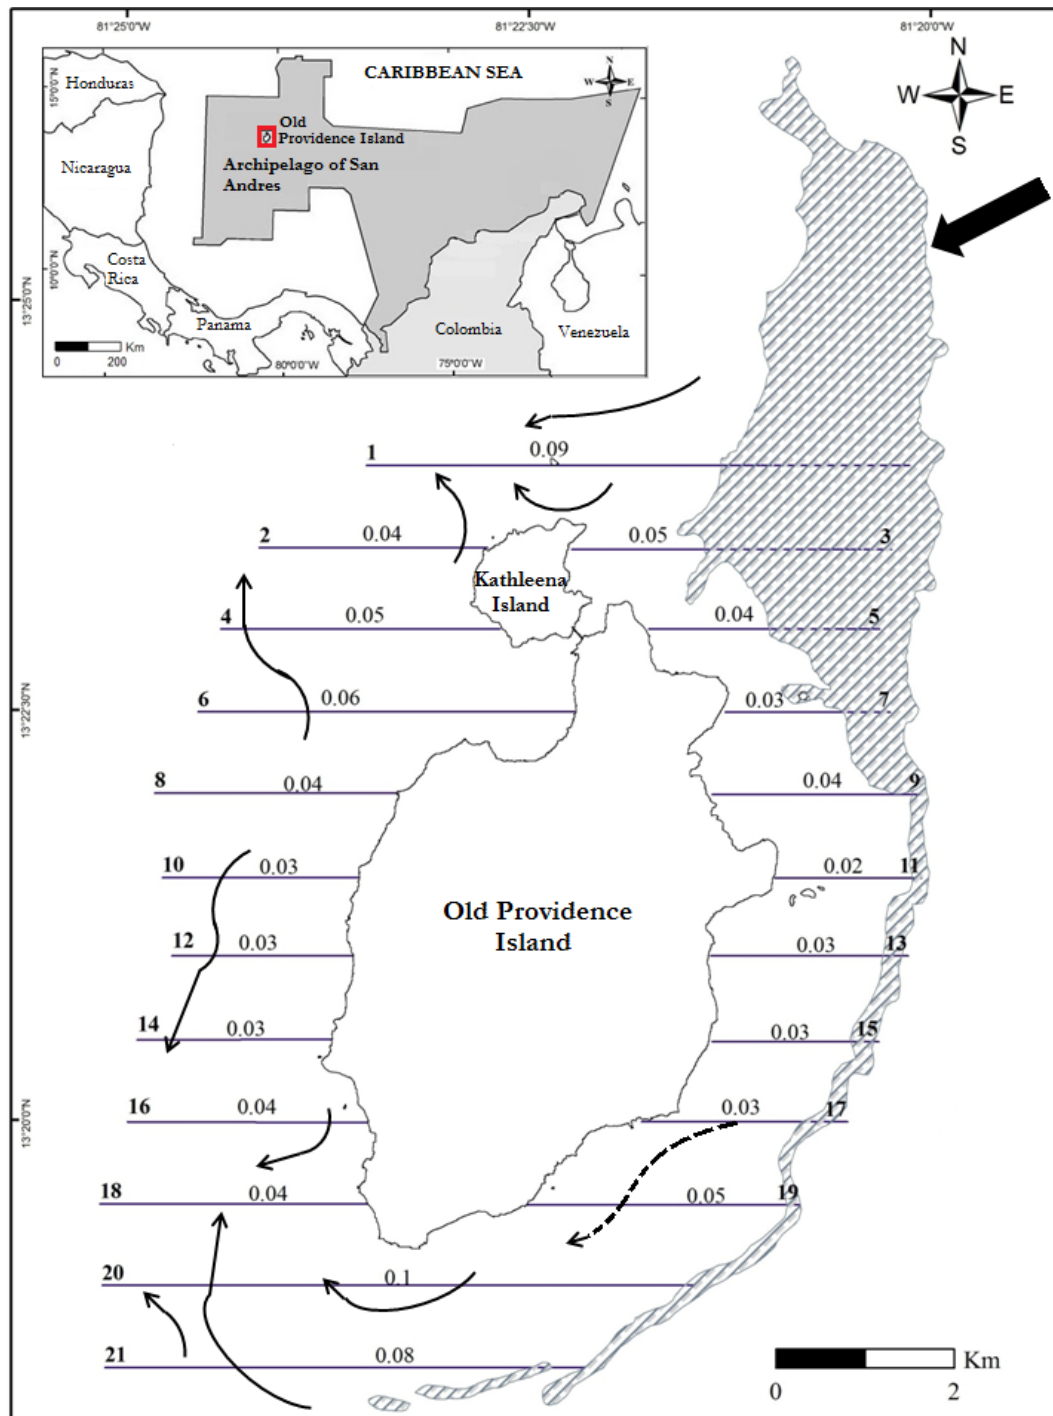 81°25'0"W
81°22'30"W
81°20'0"W
N
W
E
S
CARIBBEAN SEA
N
W
E
S
Honduras
15°0'0"N
Old
Providence Island
Nicaragua
Archipelago of San
Andres
Costa
Rica
10°0'0"N
Panama
Colombia
Venezuela
Km
0
200
80°0'0"W
75°0'0"W
13°25'0"N
1
0.09
2
0.04
0.05
3
Kathleena
Island
4
0.05
0.04
5
6
0.06
0.03
7
13°22'30"N
8
0.04
0.04
9
10
0.03
0.02
11
Old Providence
Island
12
0.03
0.03
13
14
0.03
0.03
15
16
0.04
0.03
17
13°20'0"N
18
0.04
0.05
19
20
0.1
21
0.08
Km
0
2